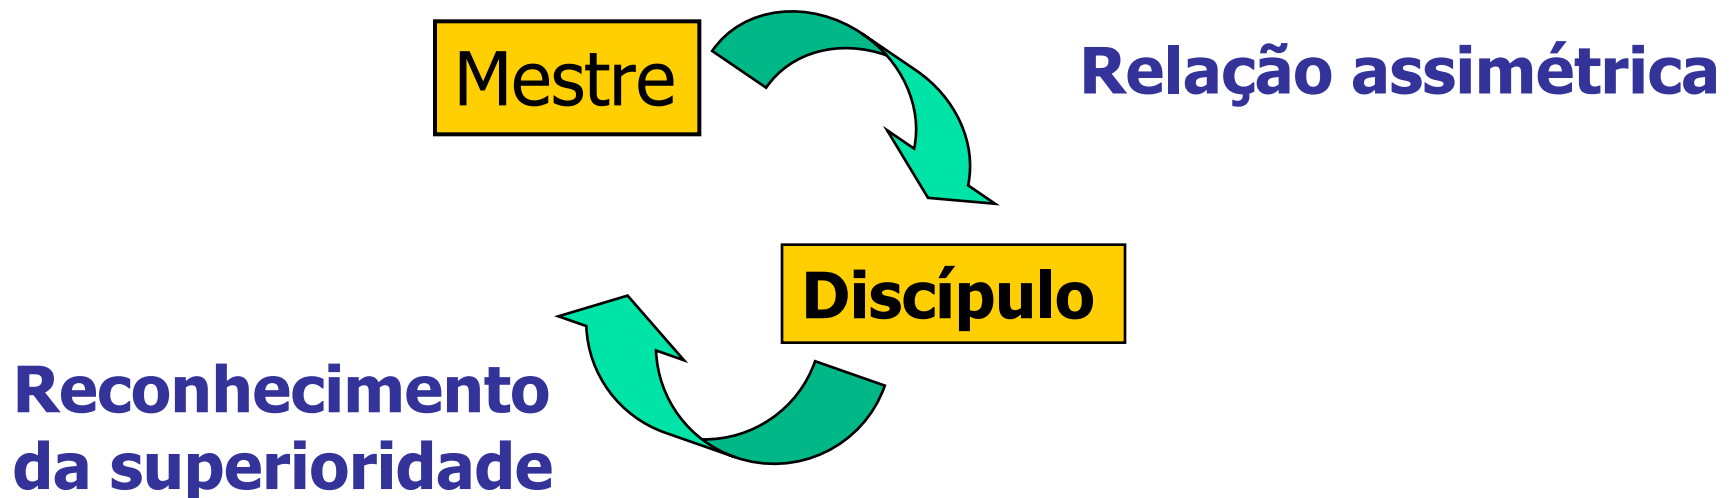 Mestre
Relação assimétrica
Discípulo
Reconhecimento
da superioridade